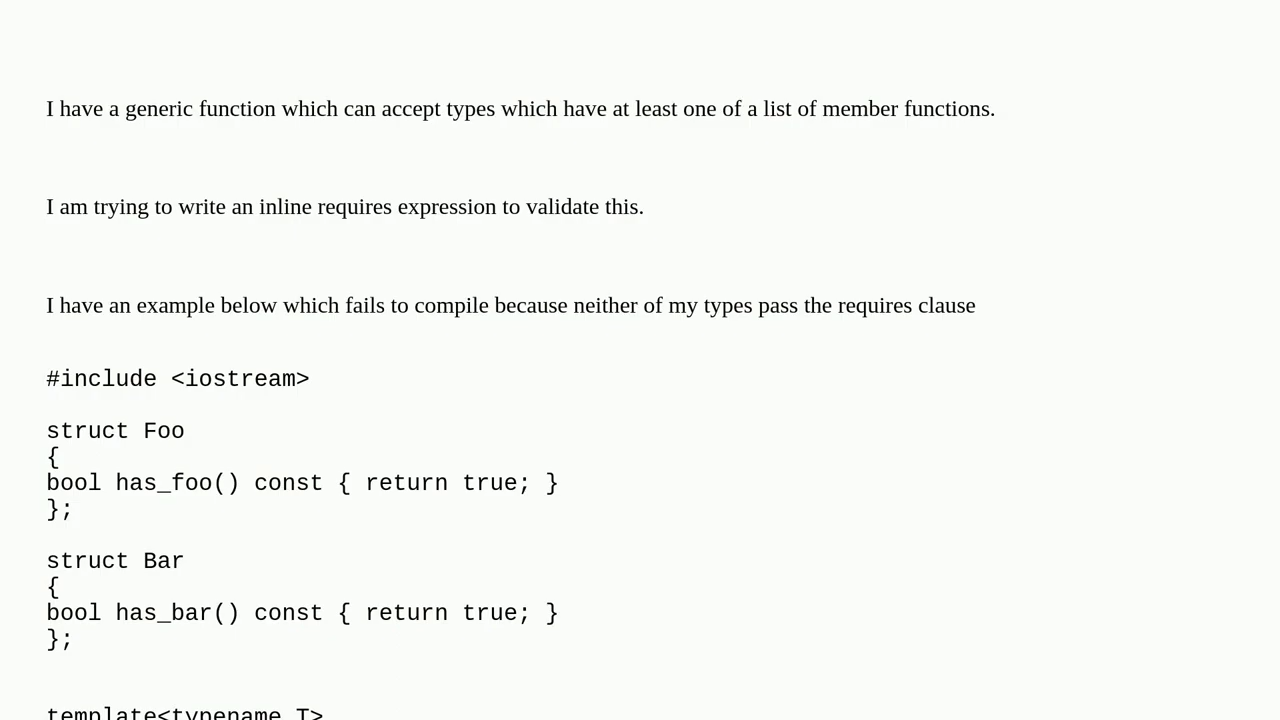 I have a generic function which can accept types which have at least one of a list of member functions.
I am trying to write an inline requires expression to validate this.
I have an example below which fails to compile because neither of my types pass the requires clause
#include <iostream>
struct Foo
{
bool has_foo() const { return true; }
};
struct Bar
{
bool has_bar() const { return true; }
};
template<typename T>